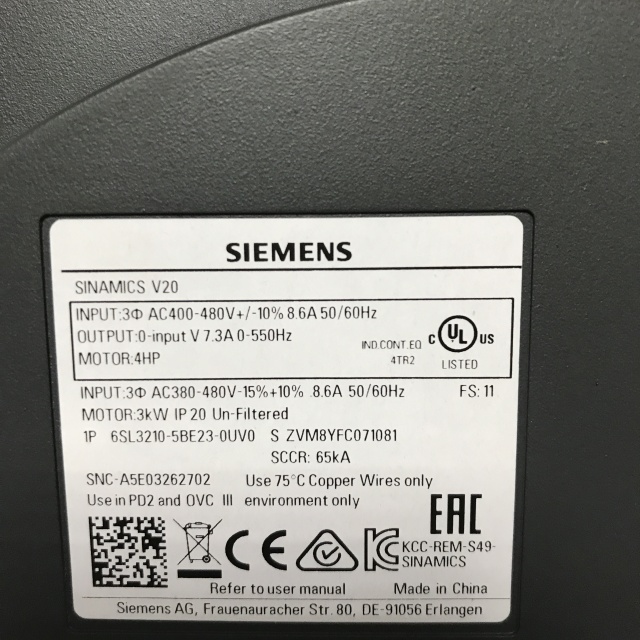 SIEMENS
SINAMICS V20
INPUT:3Φ AC400-480V+/-10% 8.6A 50/60Hz
OUTPUT:0-input V 7.3A 0-550Hz
MOTOR:4HP
IND.CONT.EQ
4TR2
C UL US
LISTED
INPUT:3Φ AC380-480V-15%+10% .8.6A 50/60Hz FS: 11
MOTOR:3kW IP 20 Un-Filtered
1P 6SL3210-5BE23-0UV0 S ZVM8YFC071081
SCCR: 65kA
SNC-A5E03262702 Use 75°C Copper Wires only
Use in PD2 and OVC III environment only
EAC
CE
KC
KCC-REM-S49-
SINAMICS
Refer to user manual Made in China
Siemens AG, Frauenauracher Str. 80, DE-91056 Erlangen